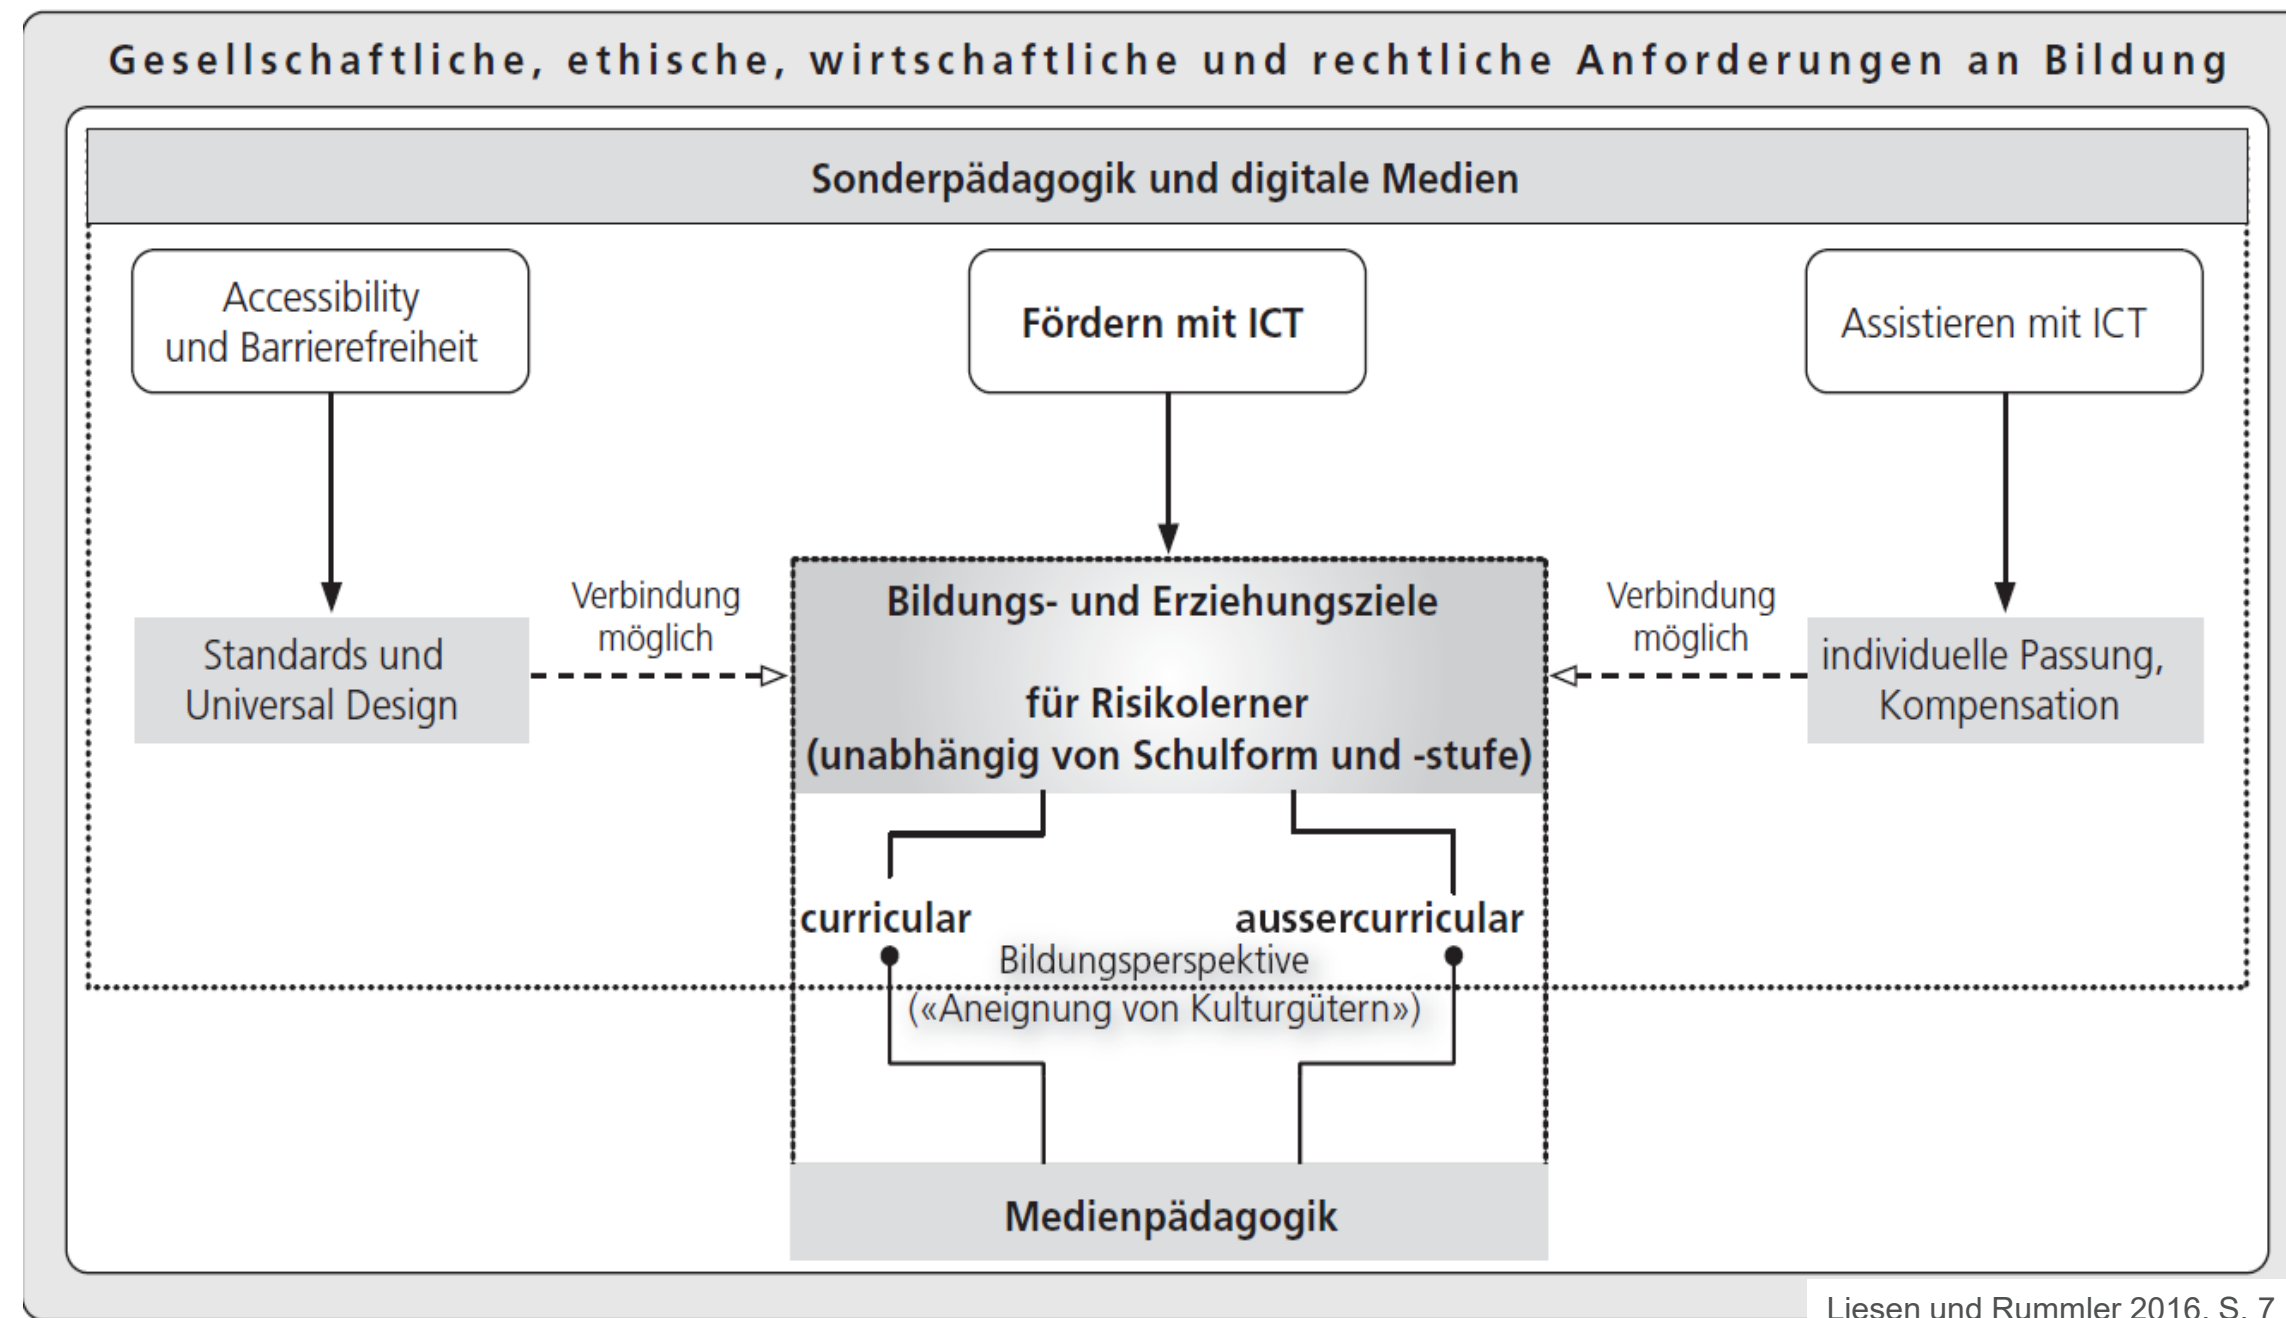 Gesellschaftliche, ethische, wirtschaftliche und rechtliche Anforderungen an Bildung
Sonderpädagogik und digitale Medien
Accessibility
und Barrierefreiheit
Fördern mit ICT
Assistieren mit ICT
Standards und
Universal Design
Verbindung
möglich
Bildungs- und Erziehungsziele
für Risikolerner
(unabhängig von Schulform und -stufe)
Verbindung
möglich
individuelle Passung,
Kompensation
curricular
aussercurricular
Bildungsperspektive
(«Aneignung von Kulturgütern»)
Medienpädagogik
Liesen und Rummler 2016, S. 7